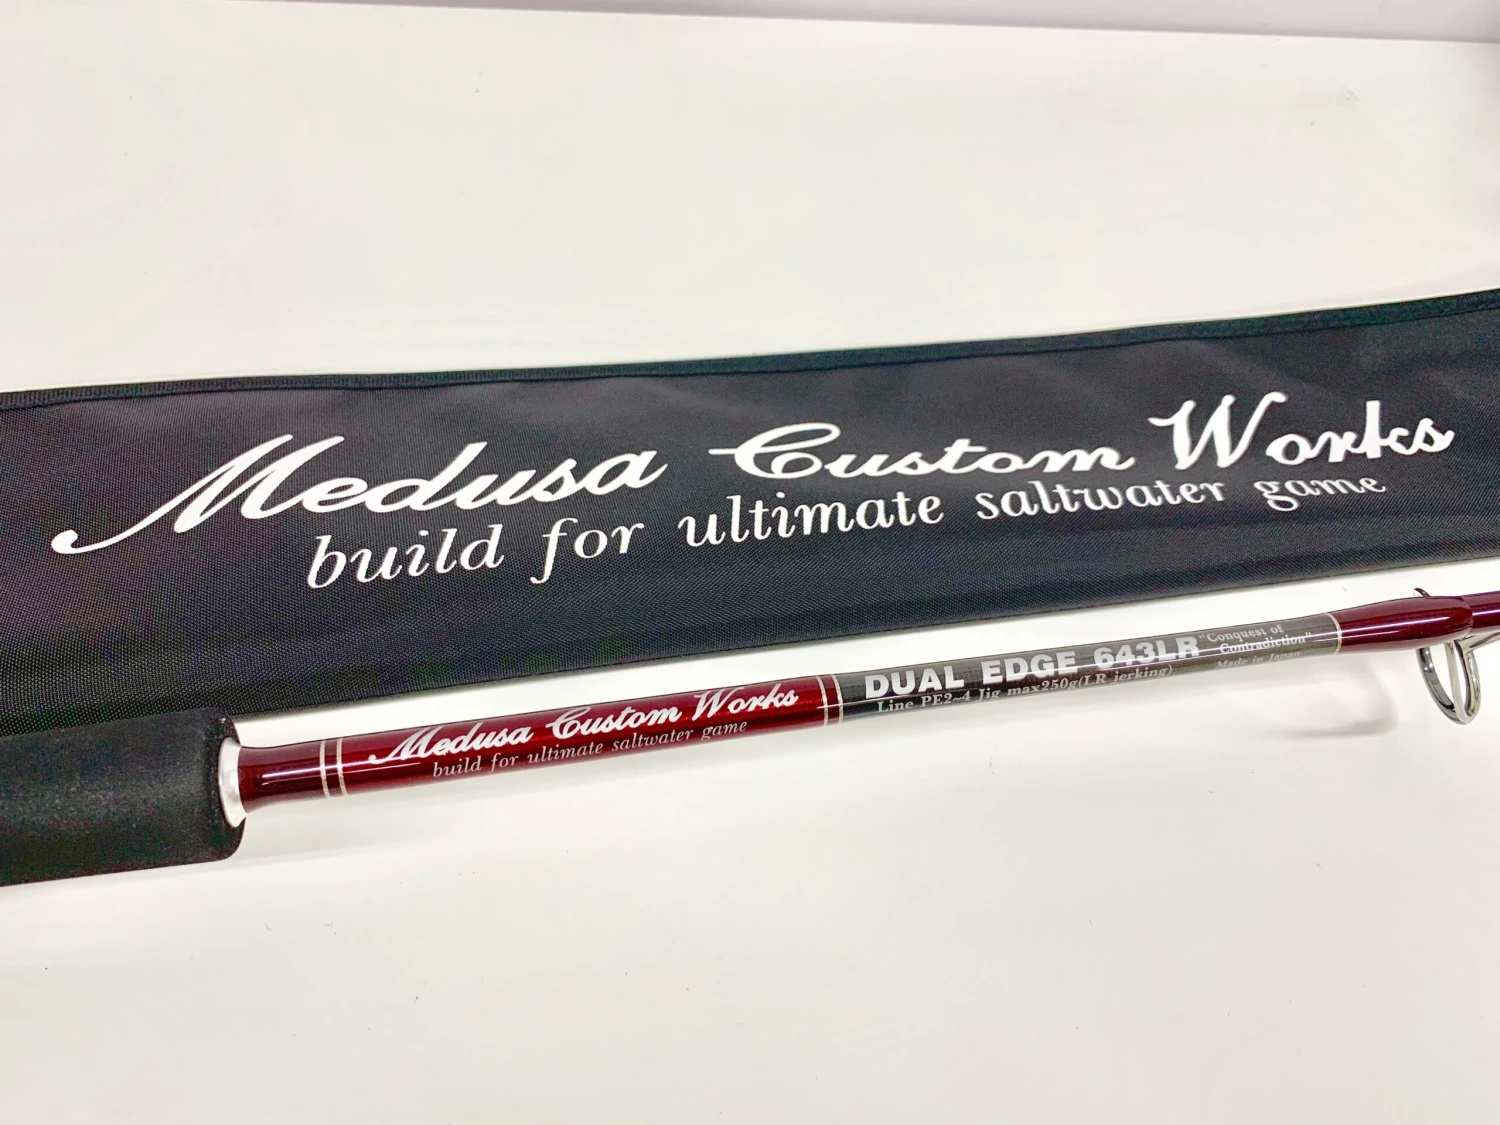 Medusa Custom Works
build for ultimate saltwater game
Medusa Custom Works
build for ultimate saltwater game
DUAL EDGE 643LR
Line PE2~4 Jig max250g(LR jerking)
"Conquest of
Contradiction"
Made in Japan